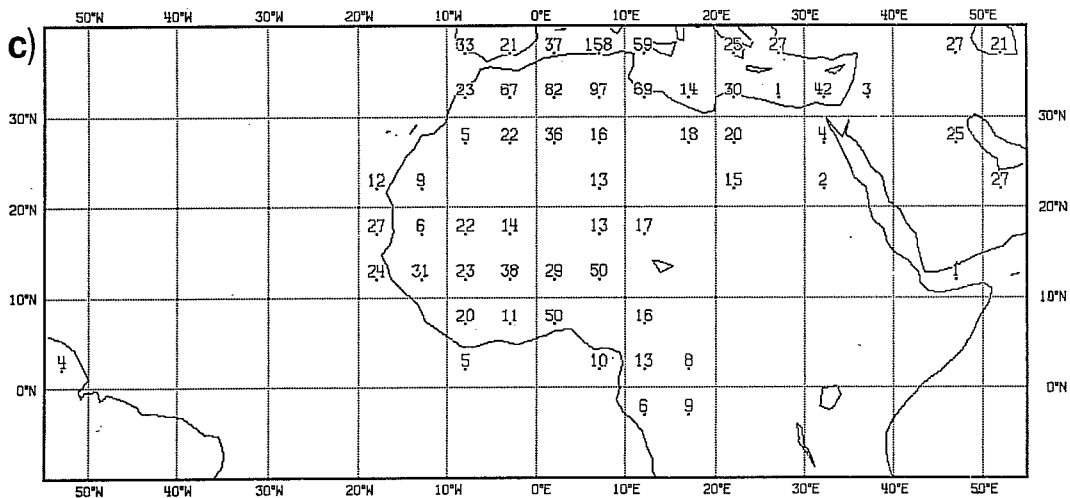 50°W 40°W 30°W 20°W 10°W 0°E 10°E 20°E 30°E 40°E 50°E
c)
33 21 37 158 59 25 27 27 21
23 67 82 97 69 14 30 1 42 3
30°N 30°N
5 22 36 16 18 20 4 25
12 9 13 15 2 27
20°N 20°N
27 6 22 14 13 17
24 31 23 38 29 50 1
10°N 10°N
20 11 50 16
4 5 10 13 8
0°N 0°N
6 9
50°W 40°W 30°W 20°W 10°W 0°E 10°E 20°E 30°E 40°E 50°E